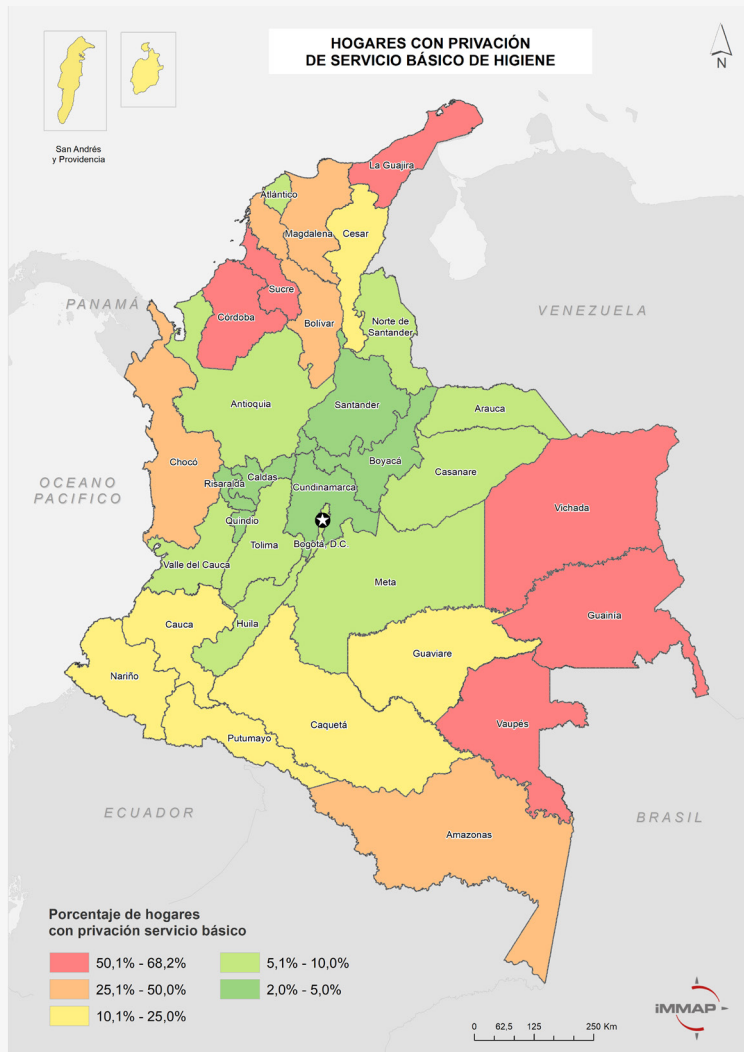 HOGARES CON PRIVACIÓN
DE SERVICIO BÁSICO DE HIGIENE
N
San Andrés
y Providencia
La Guajira
Atlántico
Magdalena
Cesar
PANAMÁ
VENEZUELA
Sucre
Córdoba
Bolívar
Norte de
Santander
Antioquia
Santander
Arauca
Chocó
Boyacá
Casanare
OCEANO
PACIFICO
Risaralda
Caldas
Cundinamarca
Vichada
Quindio
Tolima
Bogotá, D.C.
Valle del Cauca
Meta
Cauca
Huila
Guainía
Guaviare
Nariño
Caquetá
Vaupes
Putumayo
ECUADOR
BRASIL
Amazonas
Porcentaje de hogares
con privación servicio básico
50,1% - 68,2%
5,1% - 10,0%
25,1% - 50,0%
2,0% - 5,0%
10,1% - 25,0%
iMMAP
0 62,5 125 250 Km